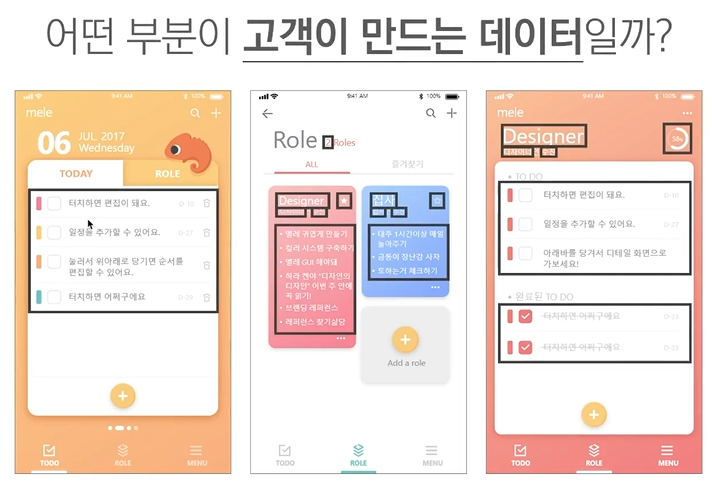 어떤 부분이 고객이 만드는 데이터일까?
9:41 AM
100%
mele
06
JUL. 2017
Wednesday
TODAY
ROLE
터치하면 편집이 돼요.
D-10
일정을 추가할 수 있어요.
D-27
눌러서 위아래로 당기면 순서를
편집할 수 있어요.
터치하면 어쩌구에요
D-29
TODO
ROLE
MENU
9:41 AM
100%
Role
2 Roles
ALL
즐겨찾기
Designer
멜레 귀엽게 만들기
컬러 시스템 구축하기
멜레 GUI 해야돼
하라 켄야 "디자인의
디자인" 이번 주 안에
꼭 읽기!
브랜딩 레퍼런스
레퍼런스 찾기살당
집사
대주 1시간이상 매일
놀아주기
금동이 장난감 사자
또하는거 체크하기
Add a role
TODO
ROLE
MENU
9:41 AM
100%
mele
Designer
58%
TO DO
터치하면 편집이 돼요.
D-10
일정을 추가할 수 있어요.
D-27
아래바를 당겨서 디테일 화면으로
가보세요!
완료된 TO DO
터치하면 어쩌구에요
D-23
터치하면 어쩌구에요
D-23
TODO
ROLE
MENU